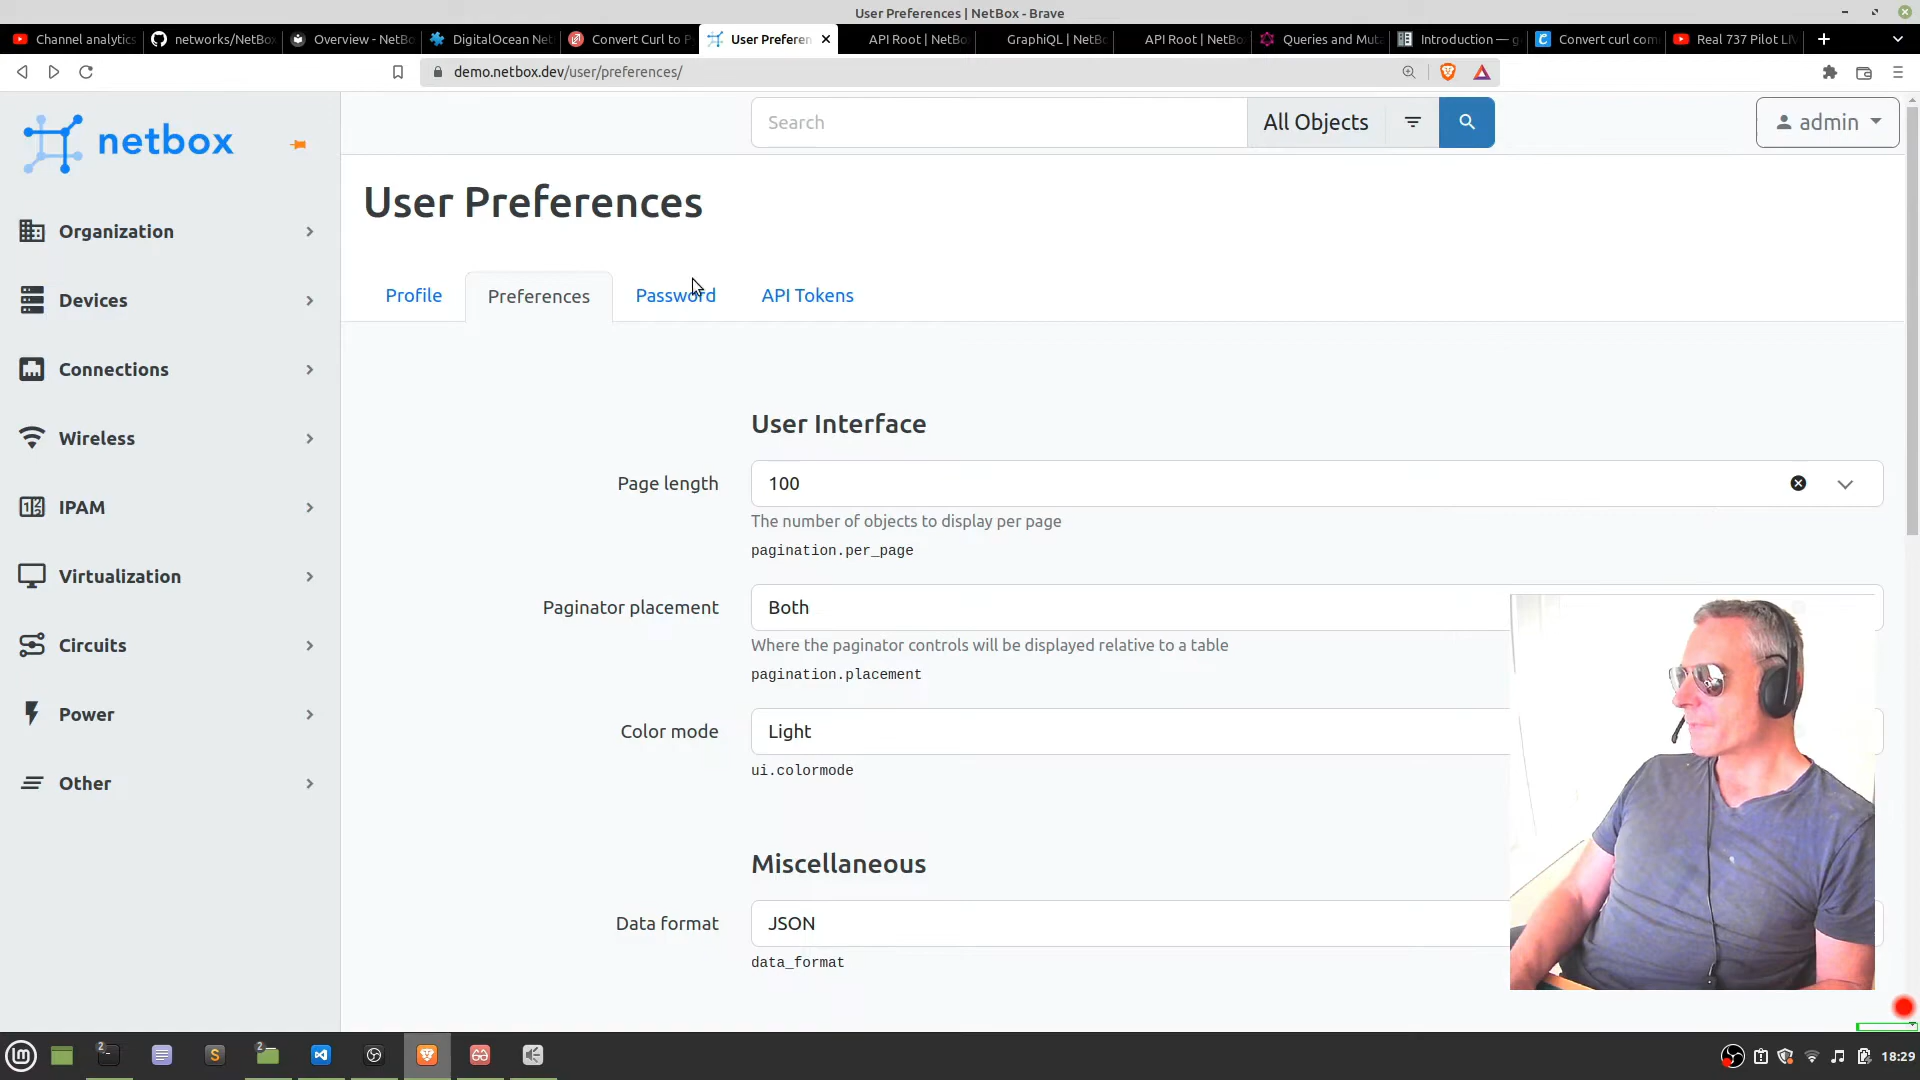 User Preferences | NetBox - Brave
Channel analytics
networks/NetBox
Overview - NetBo
DigitalOcean Net
Convert Curl to P
User Preferen
API Root | NetBo
GraphiQL | NetBo
API Root | NetBo
Queries and Muta
Introduction — g
Convert curl com
Real 737 Pilot LIV
demo.netbox.dev/user/preferences/
netbox
Search
All Objects
admin
User Preferences
Organization
Devices
Connections
Wireless
IPAM
Virtualization
Circuits
Power
Other
Profile
Preferences
Password
API Tokens
User Interface
Page length
100
The number of objects to display per page
pagination.per_page
Paginator placement
Both
Where the paginator controls will be displayed relative to a table
pagination.placement
Color mode
Light
ui.colormode
Miscellaneous
Data format
JSON
data_format
2
2
18:29